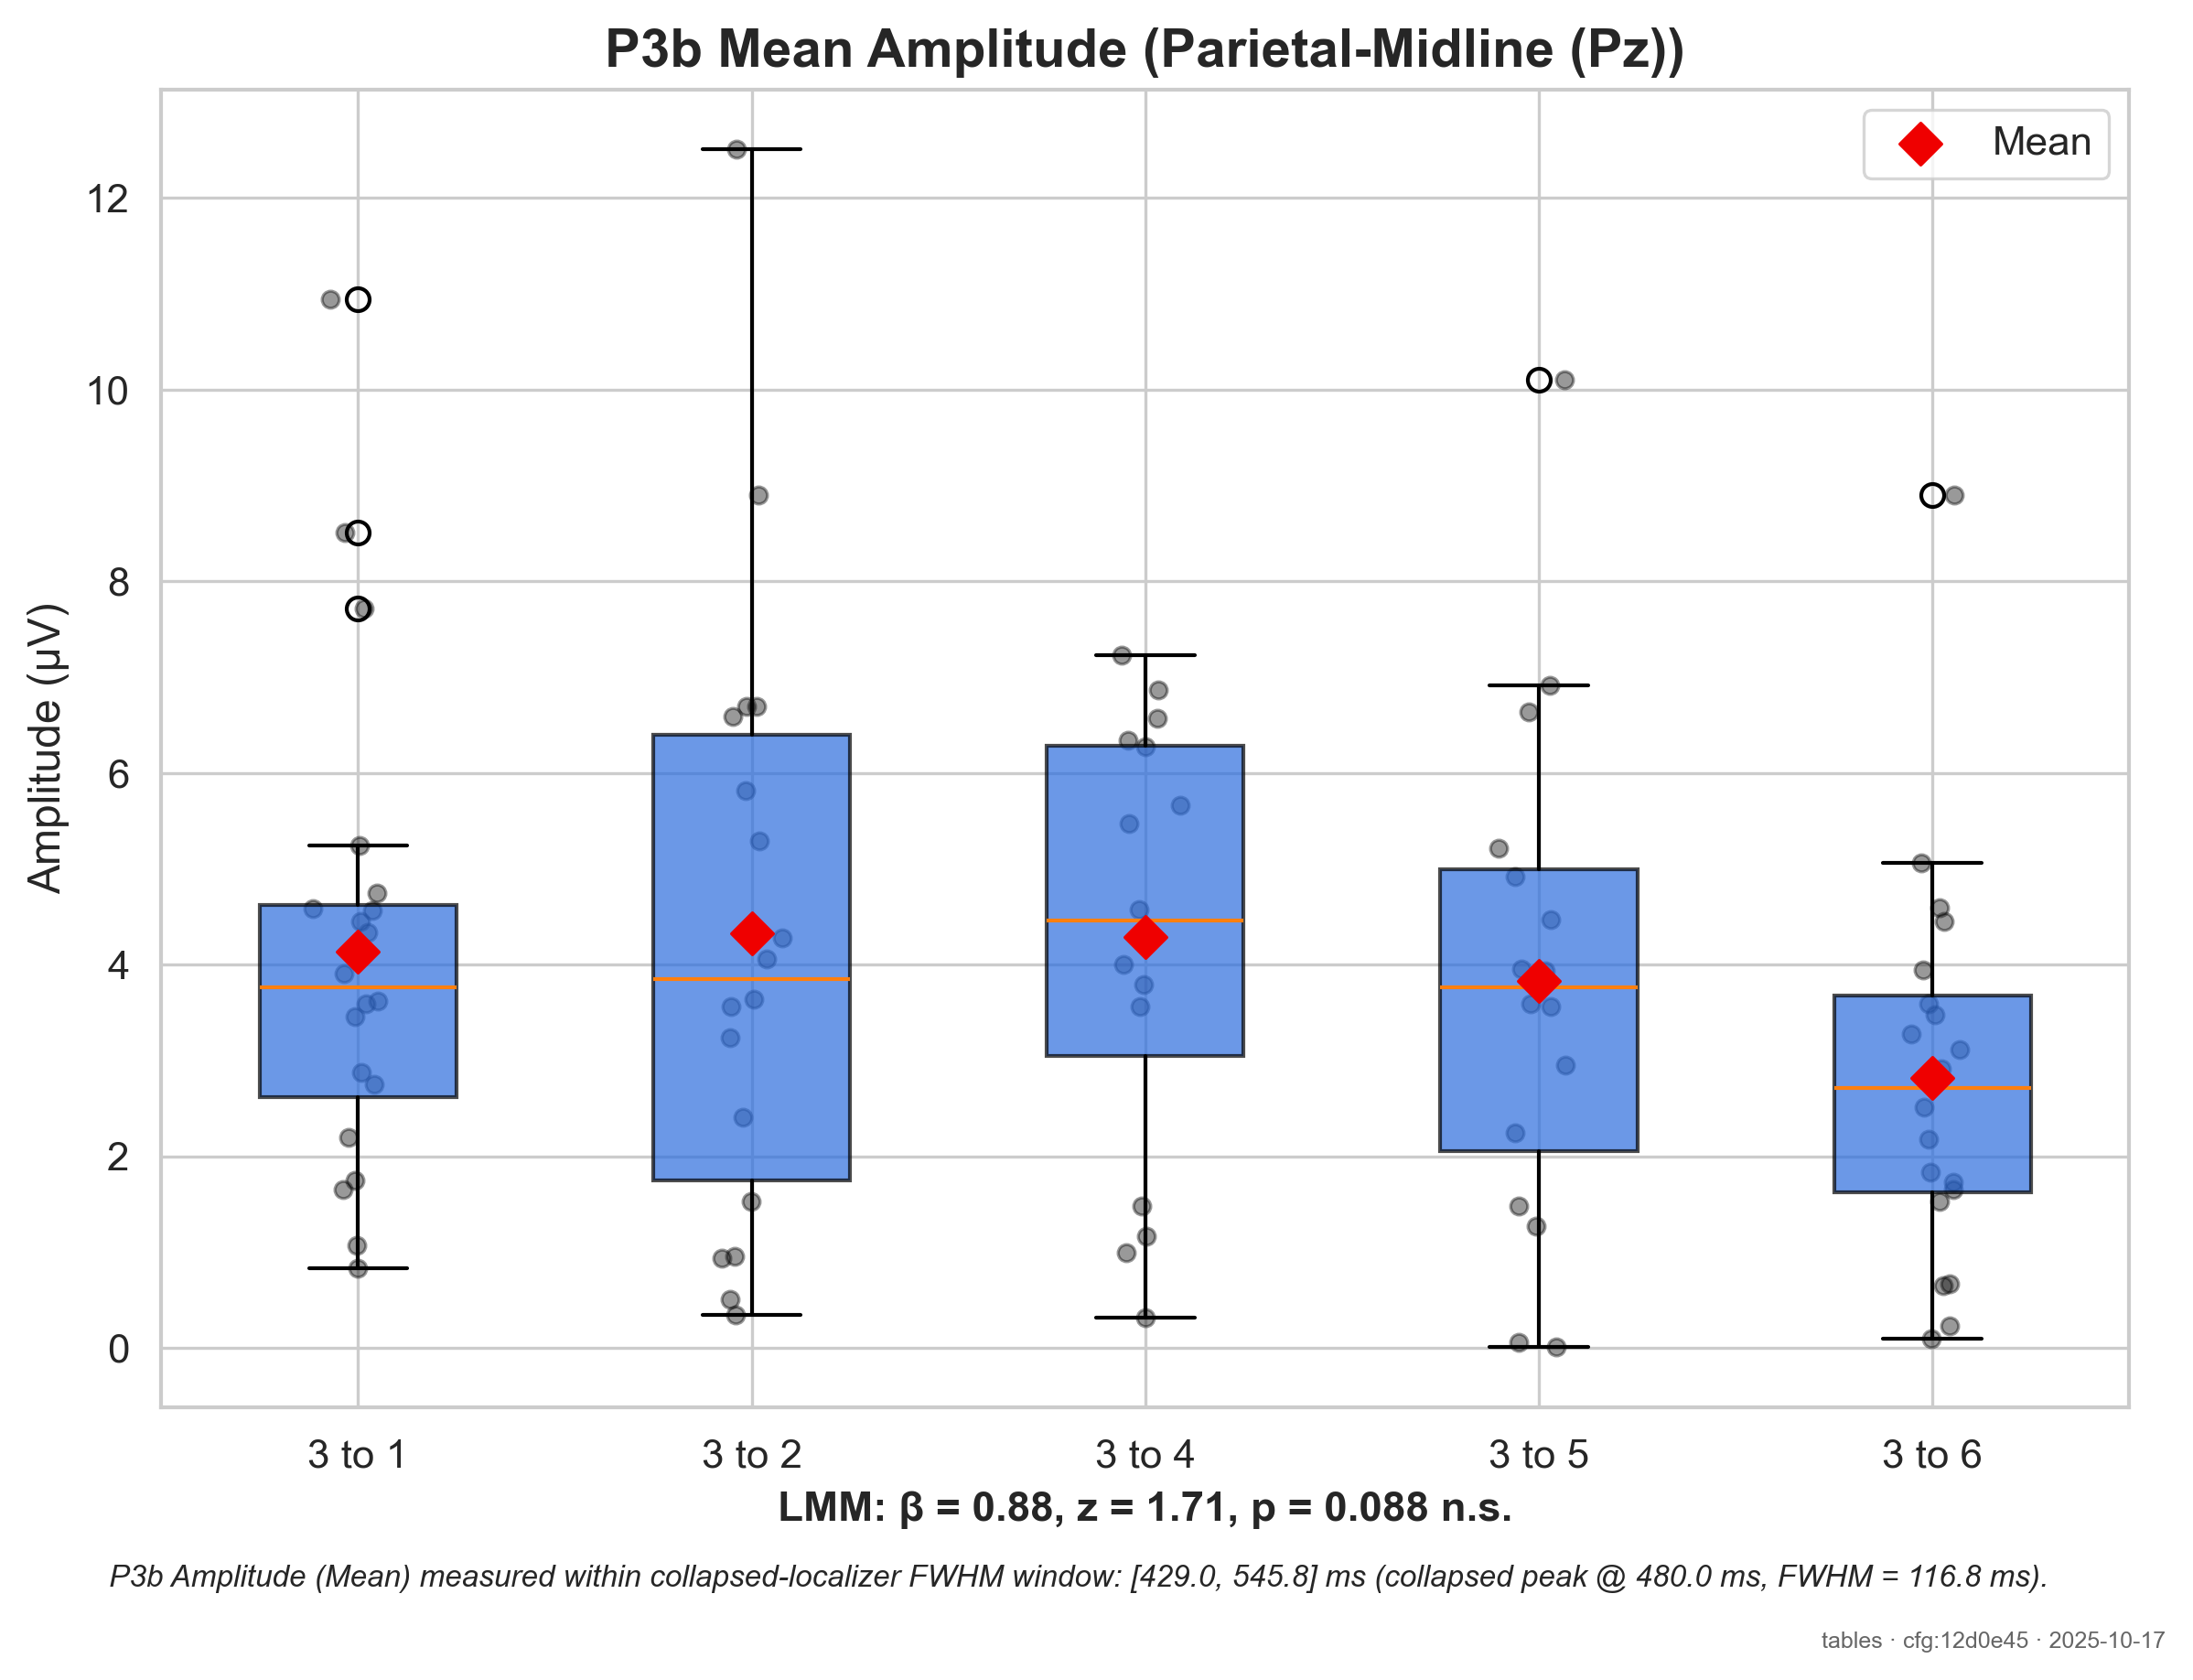 P3b Mean Amplitude (Parietal-Midline (Pz))
Mean
Amplitude (µV)
12
10
8
6
4
2
0
3 to 1
3 to 2
3 to 4
3 to 5
3 to 6
LMM: β = 0.88, z = 1.71, p = 0.088 n.s.
P3b Amplitude (Mean) measured within collapsed-localizer FWHM window: [429.0, 545.8] ms (collapsed peak @ 480.0 ms, FWHM = 116.8 ms).
tables · cfg:12d0e45 · 2025-10-17